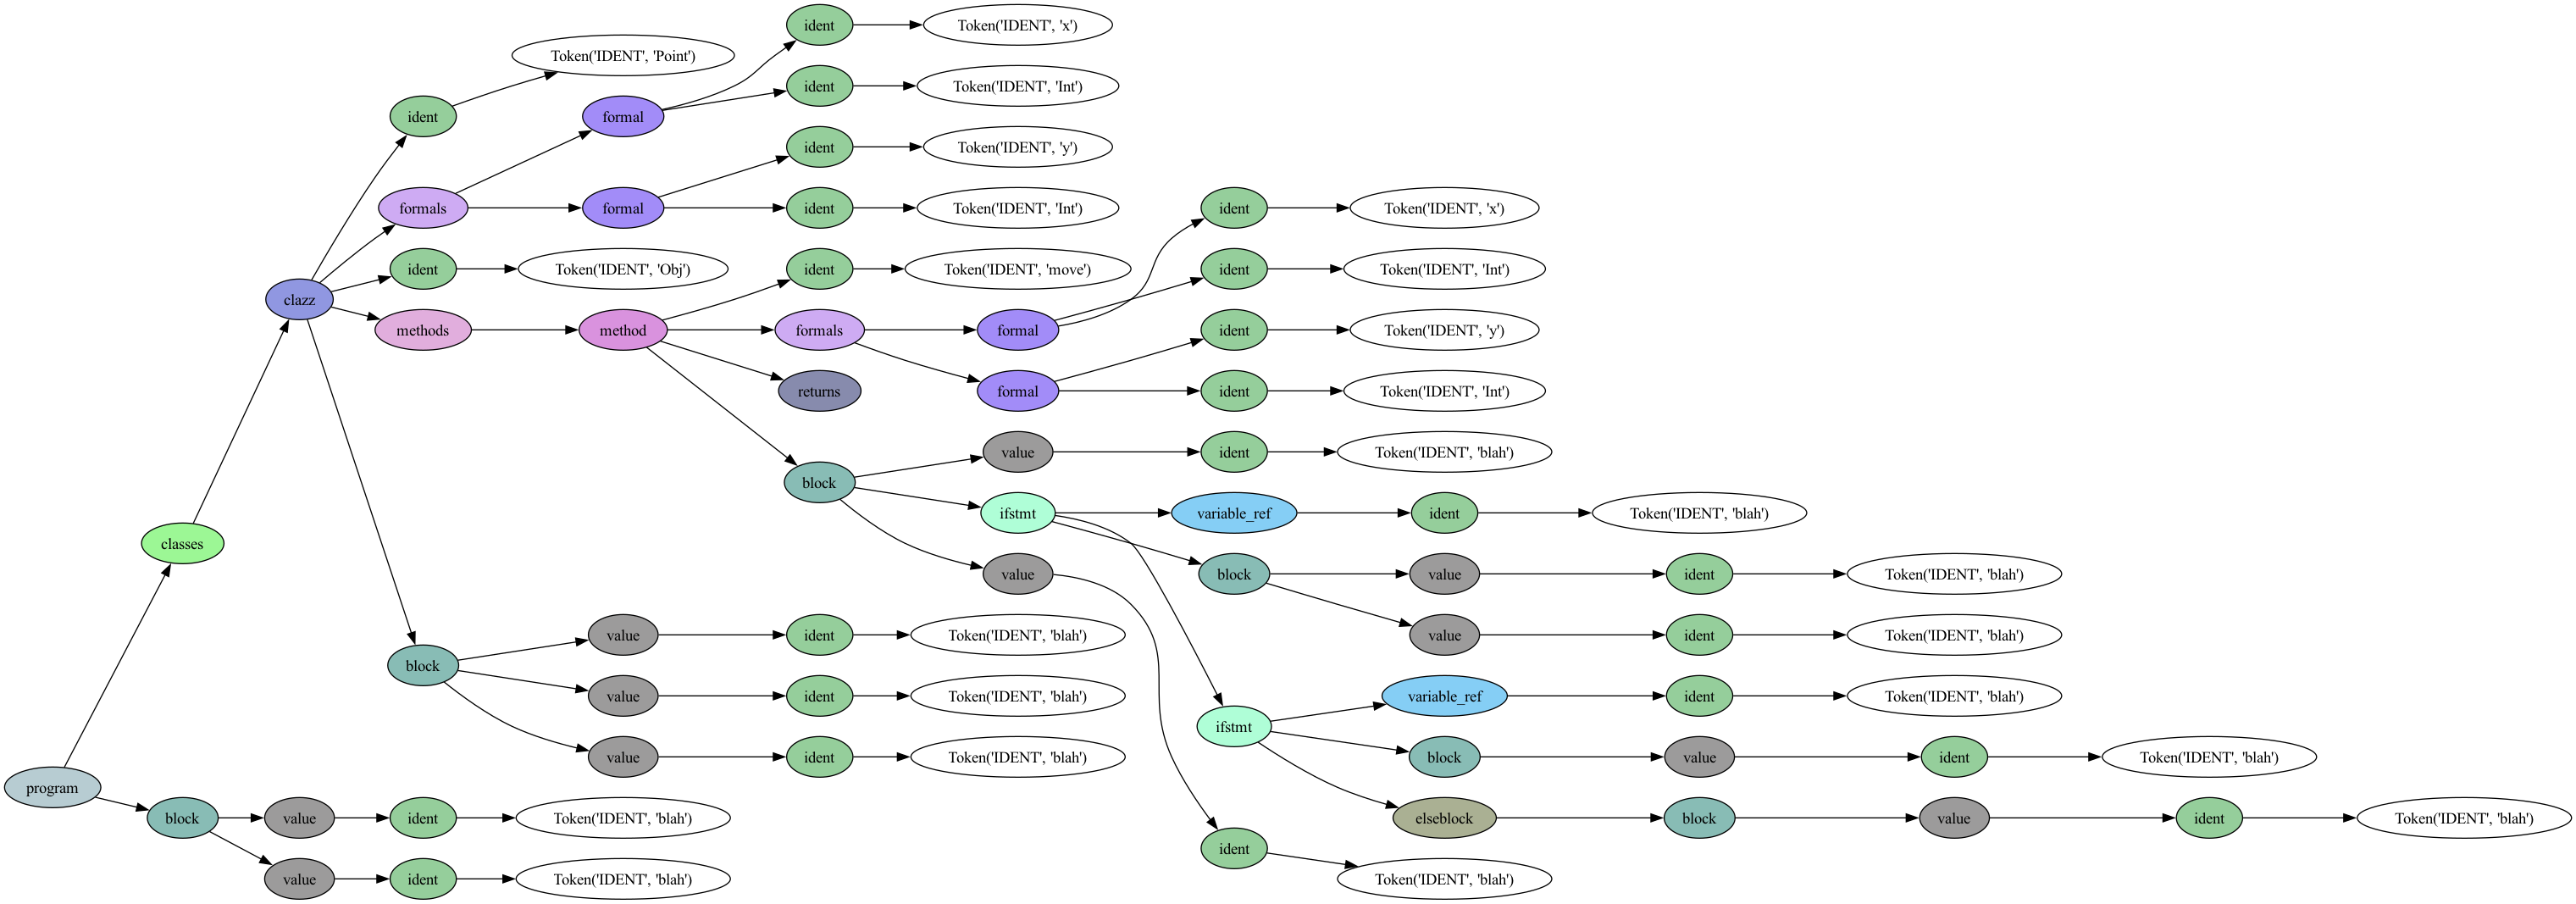 ident
Token('IDENT', 'x')
Token('IDENT', 'Point')
ident
Token('IDENT', 'Int')
ident
formal
ident
Token('IDENT', 'y')
formals
formal
ident
Token('IDENT', 'Int')
ident
Token('IDENT', 'x')
ident
Token('IDENT', 'Obj')
ident
Token('IDENT', 'move')
ident
Token('IDENT', 'Int')
clazz
methods
method
formals
formal
ident
Token('IDENT', 'y')
returns
formal
ident
Token('IDENT', 'Int')
value
ident
Token('IDENT', 'blah')
block
ifstmt
variable_ref
ident
Token('IDENT', 'blah')
classes
value
block
value
ident
Token('IDENT', 'blah')
value
ident
Token('IDENT', 'blah')
value
ident
Token('IDENT', 'blah')
block
value
ident
Token('IDENT', 'blah')
variable_ref
ident
Token('IDENT', 'blah')
ifstmt
value
ident
Token('IDENT', 'blah')
block
value
ident
Token('IDENT', 'blah')
program
block
value
ident
Token('IDENT', 'blah')
elseblock
block
value
ident
Token('IDENT', 'blah')
ident
value
ident
Token('IDENT', 'blah')
Token('IDENT', 'blah')